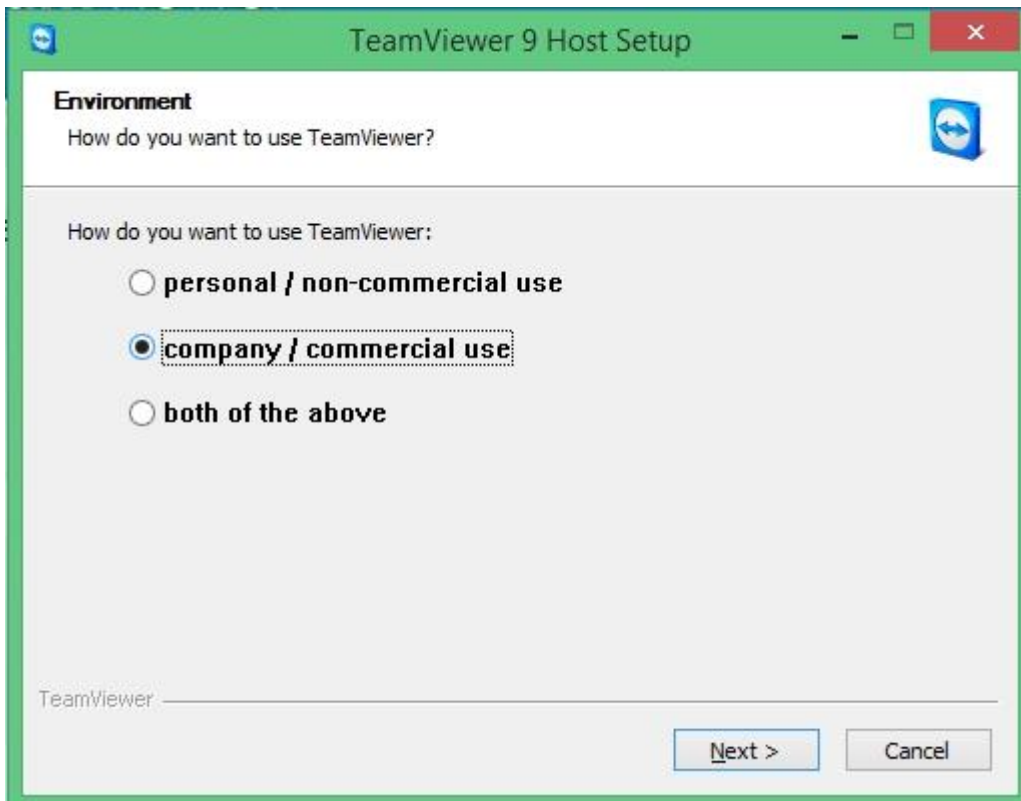 TeamViewer 9 Host Setup
Environment
How do you want to use TeamViewer?
How do you want to use TeamViewer:
personal / non-commercial use
company / commercial use
both of the above
TeamViewer
Next >
Cancel